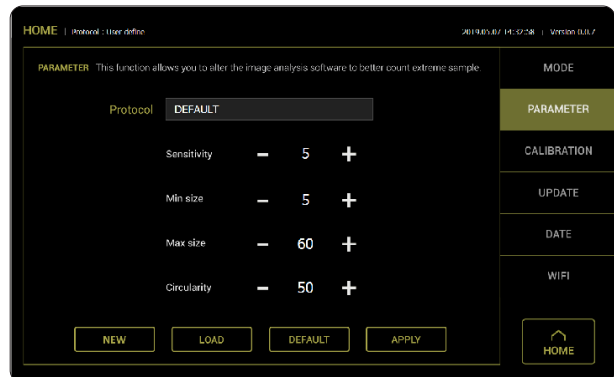 HOME | Protocol : User define 2019.05.07 14:32:58 | Version 0.0.7
PARAMETER This function allows you to alter the image analysis software to better count extreme sample.
Protocol DEFAULT
Sensitivity − 5 +
Min size − 5 +
Max size − 60 +
Circularity − 50 +
NEW LOAD DEFAULT APPLY
MODE
PARAMETER
CALIBRATION
UPDATE
DATE
WIFI
HOME